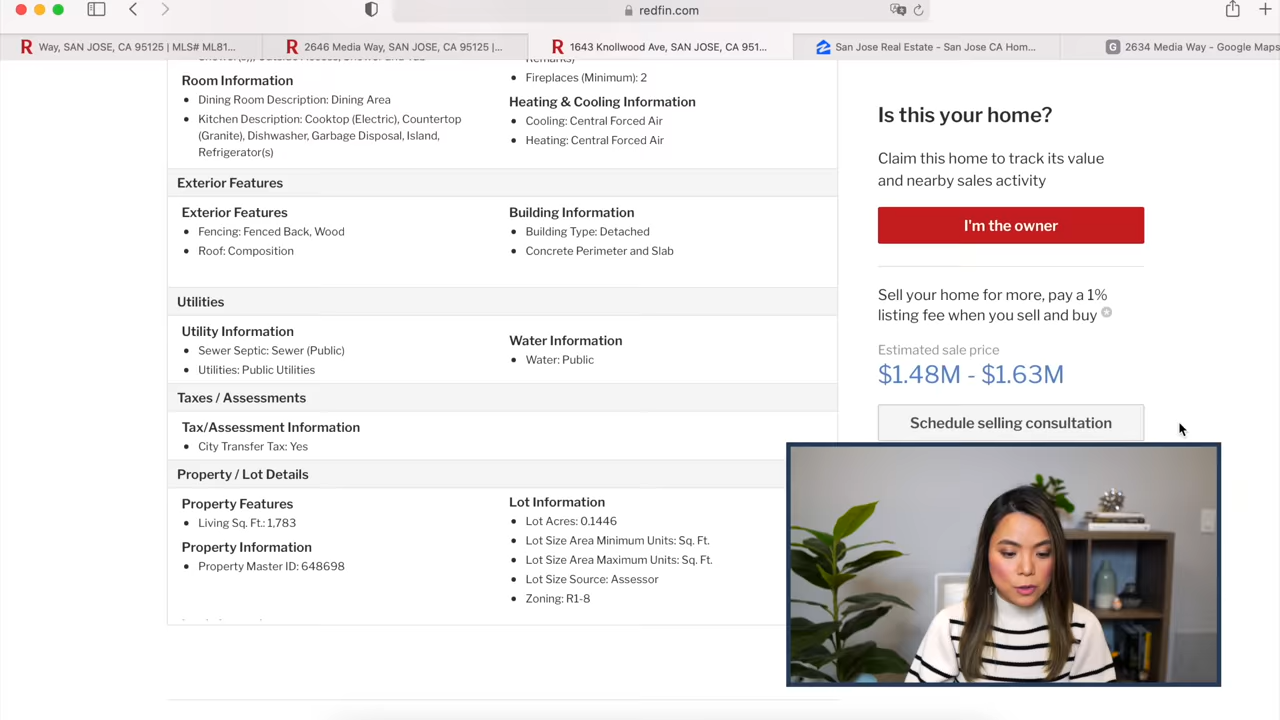 redfin.com
Way, SAN JOSE, CA 95125 | MLS# ML81...
2646 Media Way, SAN JOSE, CA 95125 |...
1643 Knollwood Ave, SAN JOSE, CA 951...
San Jose Real Estate - San Jose CA Hom...
2634 Media Way - Google Maps
Room Information
Dining Room Description: Dining Area
Kitchen Description: Cooktop (Electric), Countertop
(Granite), Dishwasher, Garbage Disposal, Island,
Refrigerator(s)
Remarks)
Fireplaces (Minimum): 2
Heating & Cooling Information
Cooling: Central Forced Air
Heating: Central Forced Air
Exterior Features
Exterior Features
Fencing: Fenced Back, Wood
Roof: Composition
Building Information
Building Type: Detached
Concrete Perimeter and Slab
Utilities
Utility Information
Sewer Septic: Sewer (Public)
Utilities: Public Utilities
Water Information
Water: Public
Taxes / Assessments
Tax/Assessment Information
City Transfer Tax: Yes
Property / Lot Details
Property Features
Living Sq. Ft.: 1,783
Property Information
Property Master ID: 648698
Lot Information
Lot Acres: 0.1446
Lot Size Area Minimum Units: Sq. Ft.
Lot Size Area Maximum Units: Sq. Ft.
Lot Size Source: Assessor
Zoning: R1-8
Is this your home?
Claim this home to track its value
and nearby sales activity
I'm the owner
Sell your home for more, pay a 1%
listing fee when you sell and buy
Estimated sale price
$1.48M - $1.63M
Schedule selling consultation